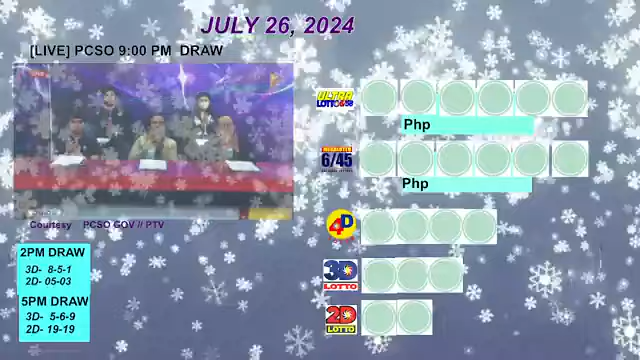 JULY 26, 2024
[LIVE] PCSO 9:00 PM DRAW
LIVE
ULTRA
LOTTO 6/58
Php
MEGALOTTO
6/45
Php
4D
Courtesy PCSO GOV // PTV
2PM DRAW
3D- 8-5-1
2D- 05-03
5PM DRAW
3D- 5-6-9
2D- 19-19
3D
LOTTO
2D
LOTTO